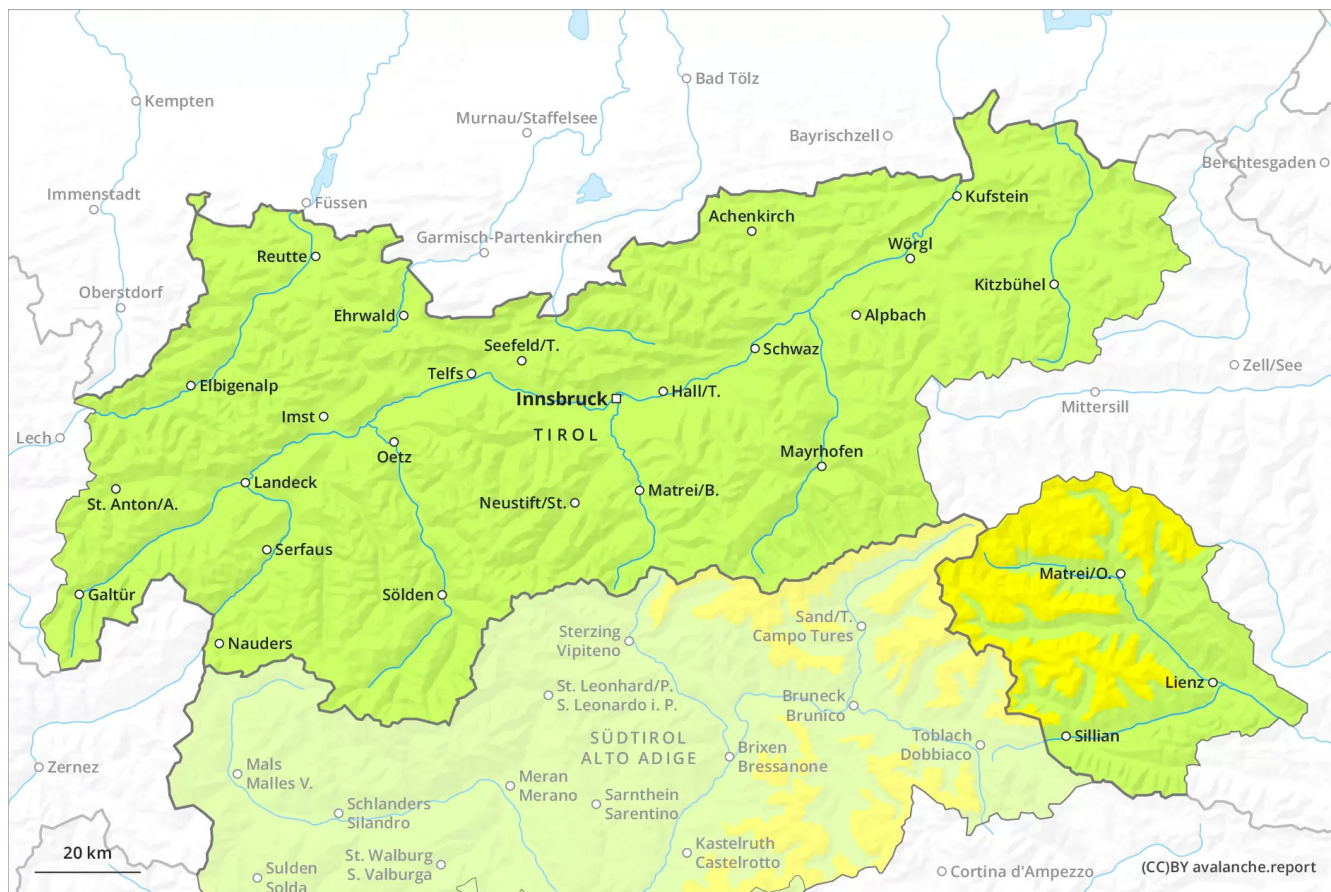 Bad Tölz
Kempten
Murnau/Staffelsee
Bayrischzell
Berchtesgaden
Immenstadt
Füssen
Kufstein
Achenkirch
Garmisch-Partenkirchen
Wörgl
Reutte
Kitzbühel
Oberstdorf
Ehrwald
Alpbach
Seefeld/T.
Schwaz
Zell/See
Telfs
Elbigenalp
Hall/T.
Innsbruck
Mittersill
Imst
TIROL
Lech
Oetz
Mayrhofen
Landeck
St. Anton/A.
Neustift/St.
Matrei/B.
Serfaus
Matrei/O.
Galtür
Sölden
Sand/T.
Campo Tures
Sterzing
Vipiteno
Nauders
Lienz
St. Leonhard/P.
S. Leonardo i. P.
Bruneck
Brunico
SÜDTIROL
ALTO ADIGE
Toblach
Dobbiaco
Sillian
Brixen
Bressanone
Zernez
Mals
Malles V.
Meran
Merano
Sarnthein
Sarentino
Schlanders
Silandro
20 km
St. Walburg
S. Valburga
Kastelruth
Castelrotto
Sulden
Solda
Cortina d'Ampezzo
(CC)BY avalanche.report